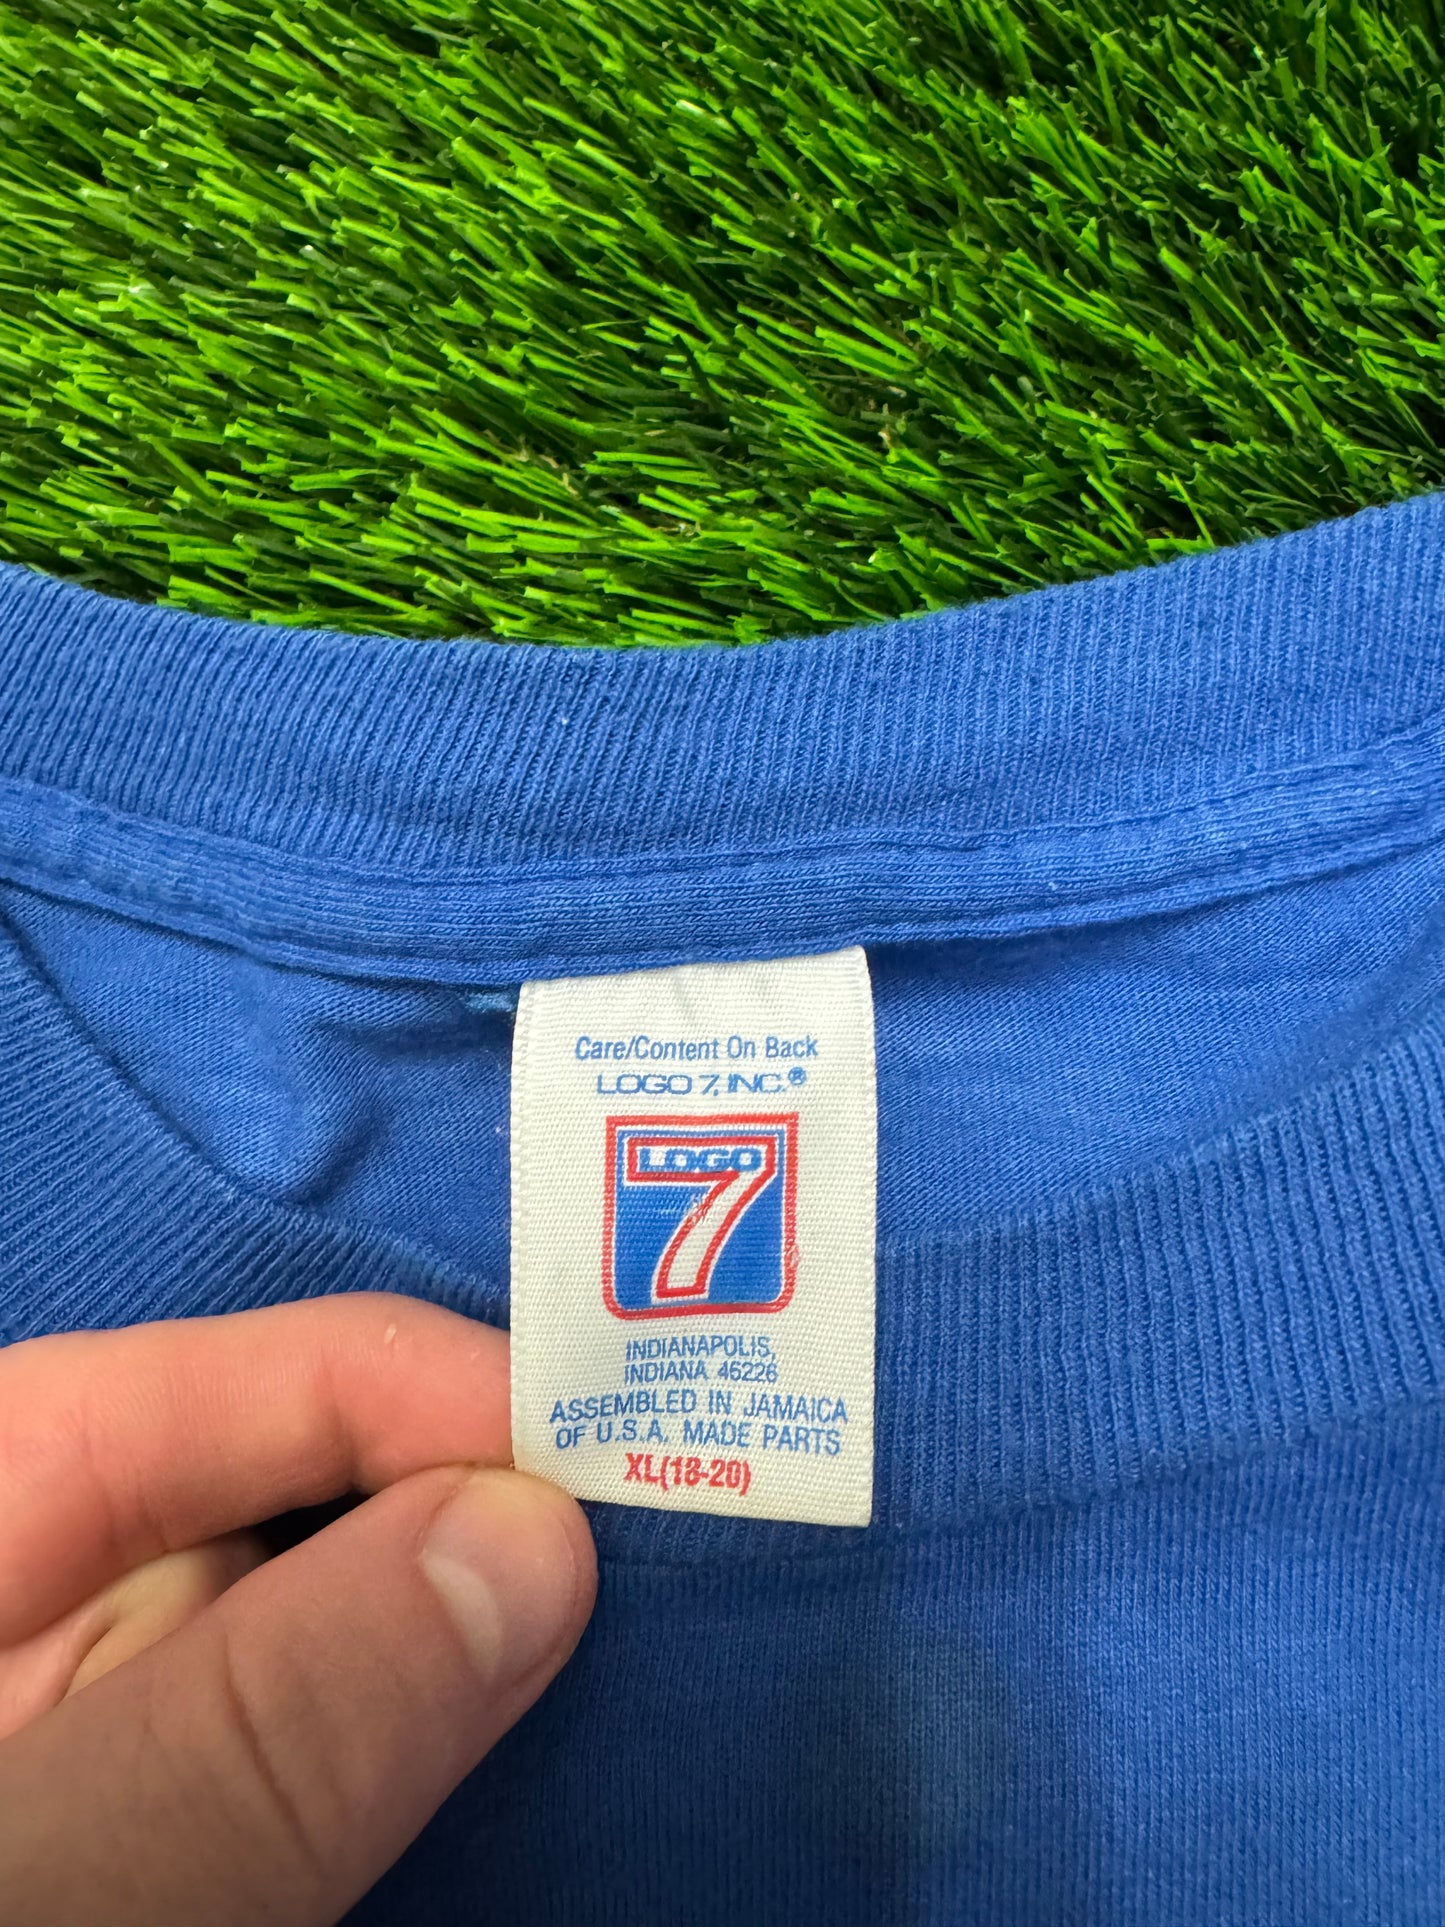 Care/Content On Back
LOGO 7, INC.®
LOGO
7
INDIANAPOLIS,
INDIANA 46226
ASSEMBLED IN JAMAICA
OF U.S.A. MADE PARTS
XL(18-20)